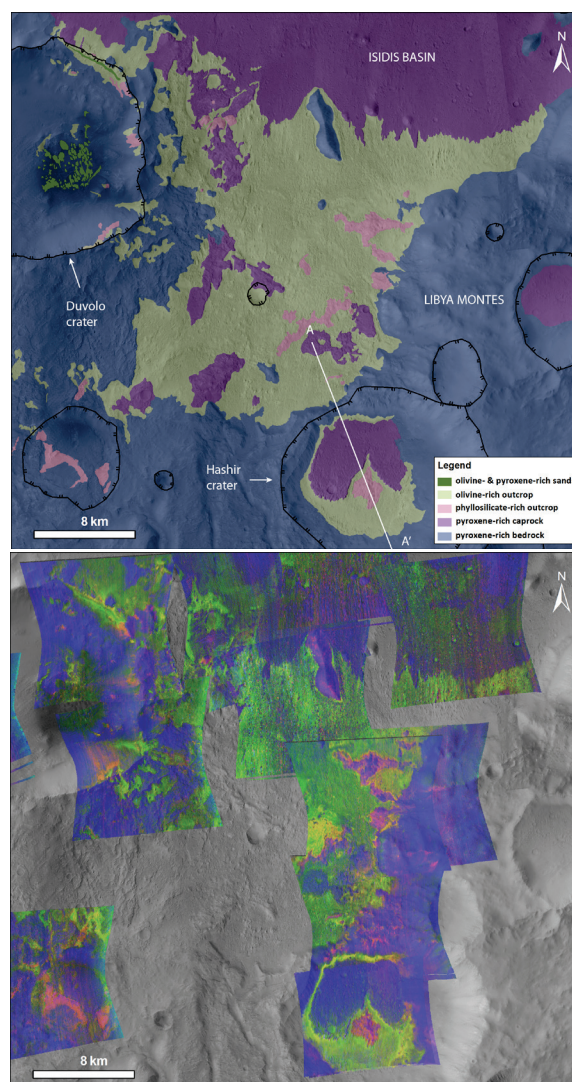 ISIDIS BASIN
N
Duvolo
crater
LIBYA MONTES
A
Hashir
crater
A'
8 km
Legend
olivine- & pyroxene-rich sand
olivine-rich outcrop
phyllosilicate-rich outcrop
pyroxene-rich caprock
pyroxene-rich bedrock
N
8 km